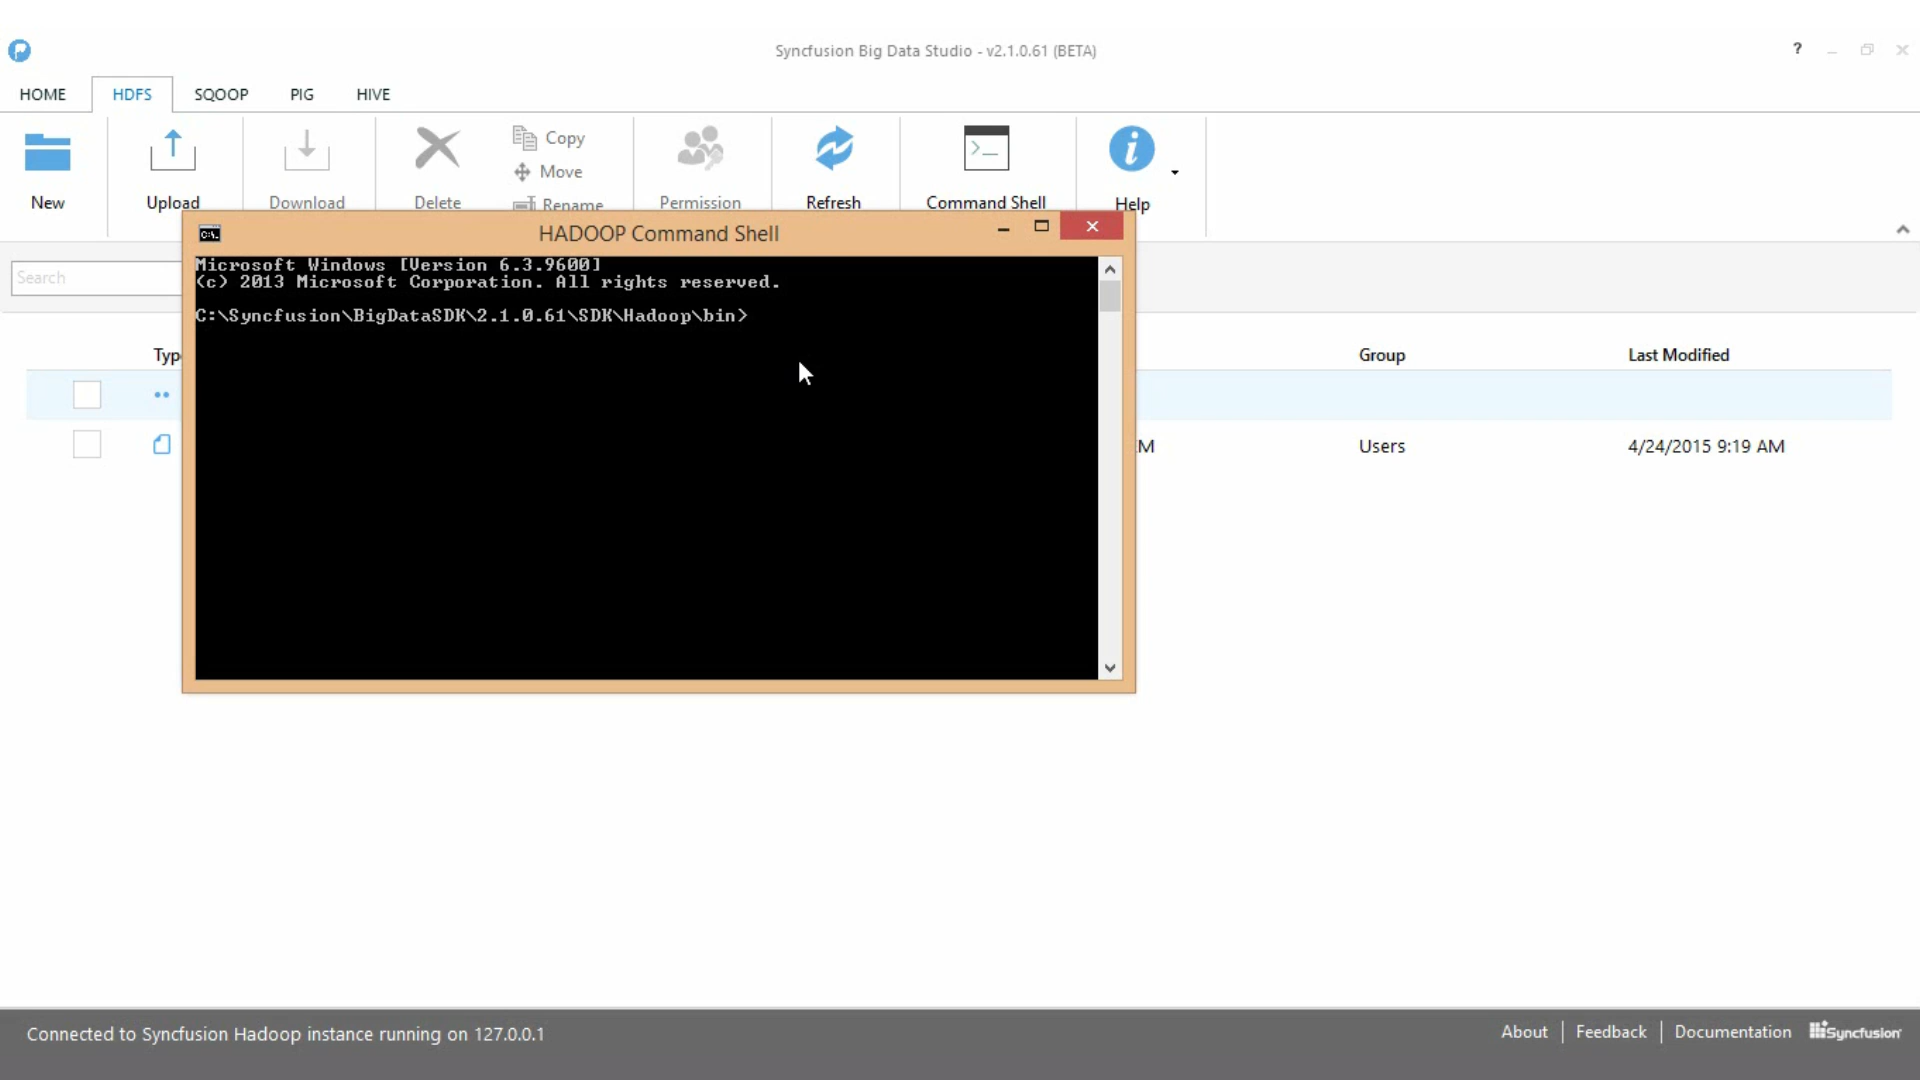 Syncfusion Big Data Studio - v2.1.0.61 (BETA)
?
HOME HDFS SQOOP PIG HIVE
Copy
Move
New Upload Download Delete Rename Permission Refresh Command Shell Help
C:\.
HADOOP Command Shell
Search
Microsoft Windows [Version 6.3.9600]
(c) 2013 Microsoft Corporation. All rights reserved.
C:\Syncfusion\BigDataSDK\2.1.0.61\SDK\Hadoop\bin>
Typ Group Last Modified
Users 4/24/2015 9:19 AM
Connected to Syncfusion Hadoop instance running on 127.0.0.1
About | Feedback | Documentation Syncfusion